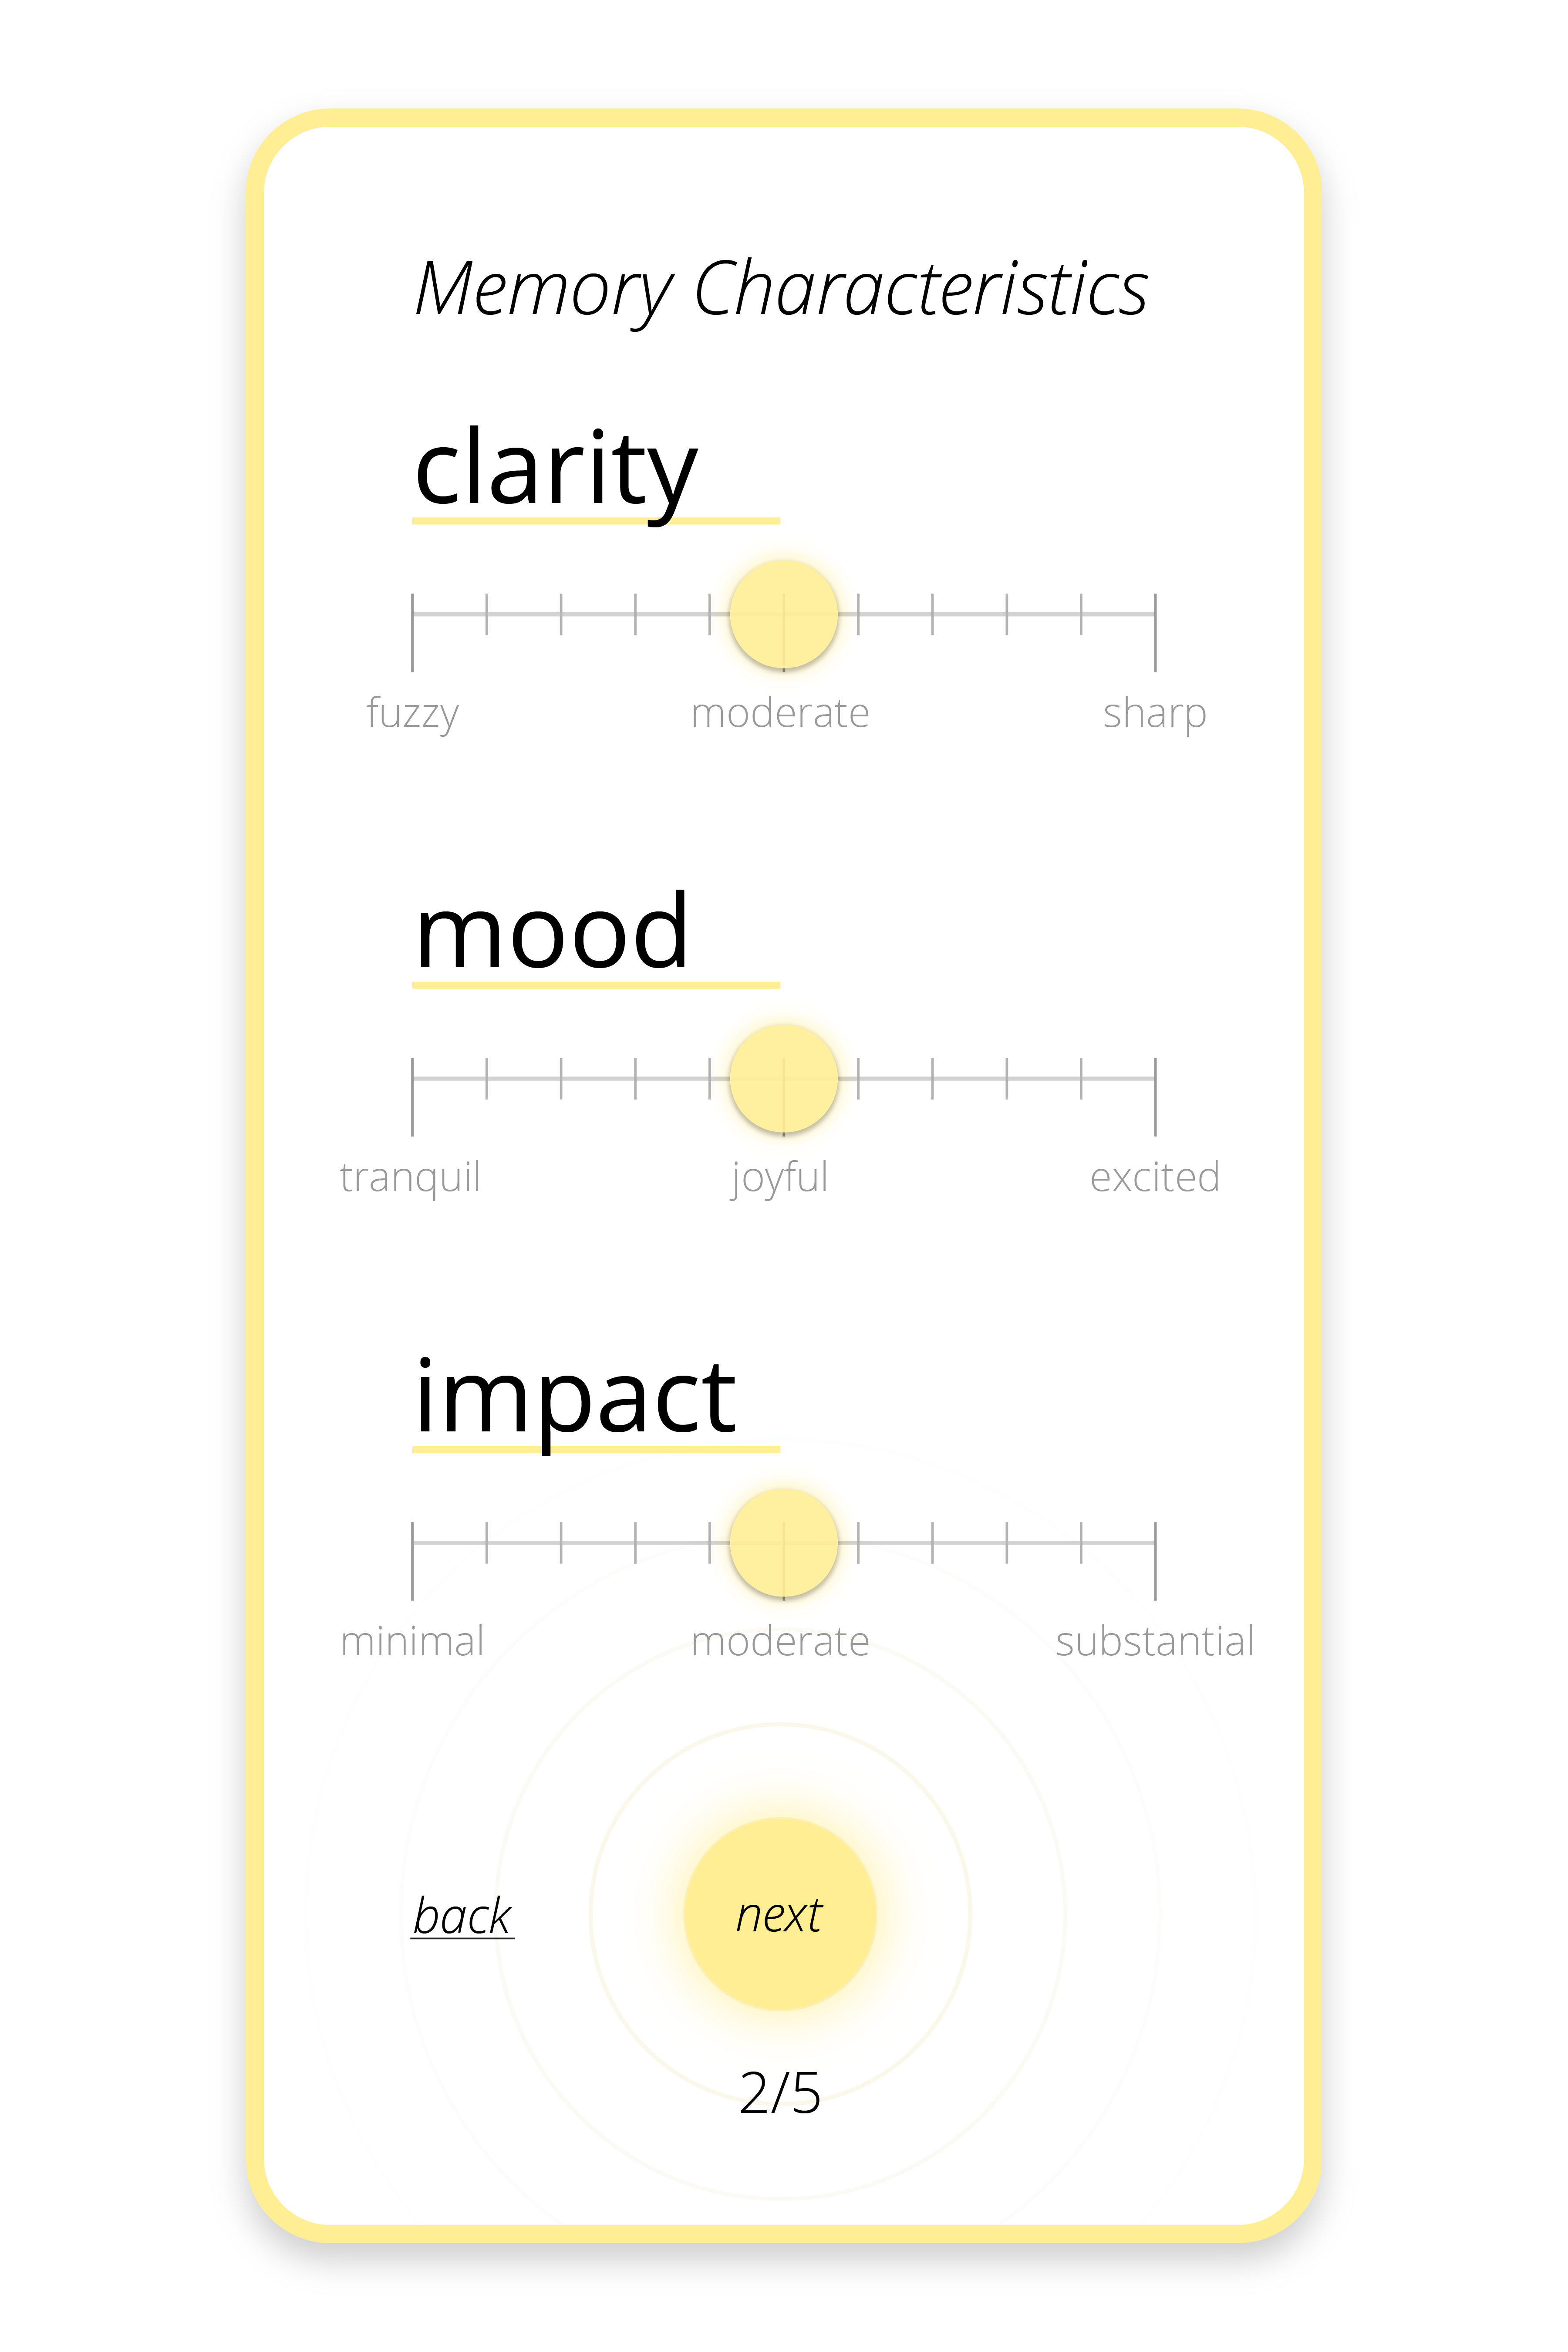 Memory Characteristics
clarity
fuzzy moderate sharp
mood
tranquil joyful excited
impact
minimal moderate substantial
back next
2/5